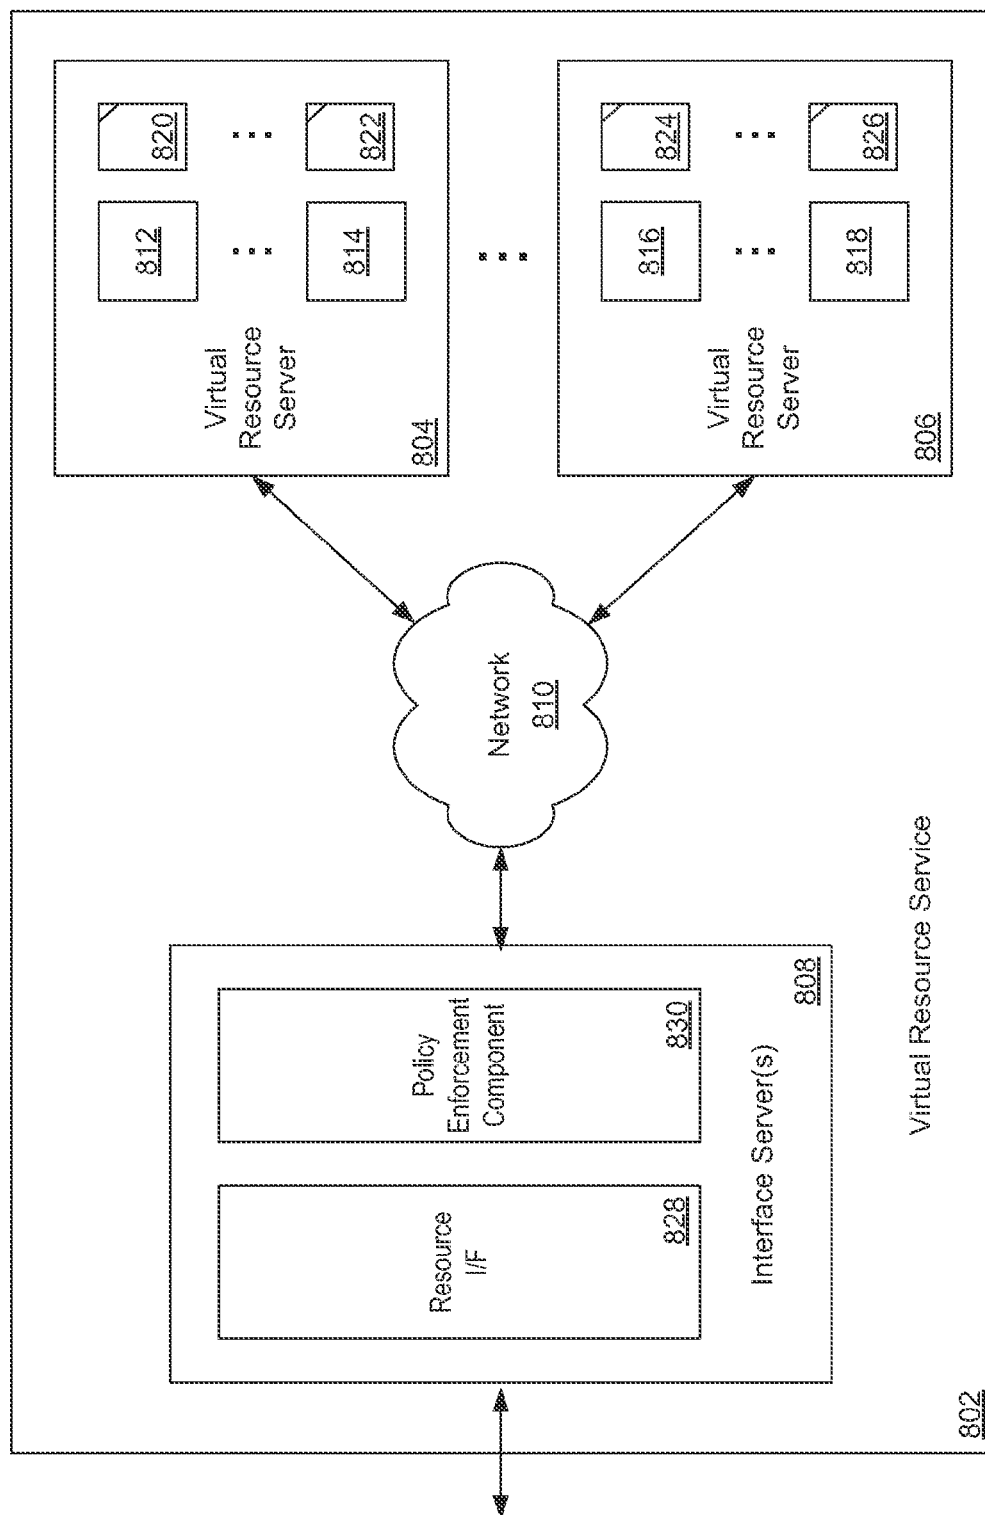 820
822
812
814
Virtual
Resource
Server
804
824
826
816
818
Virtual
Resource
Server
806
Network
810
Policy
Enforcement
Component
830
Resource
I/F
828
Interface Server(s)
808
Virtual Resource Service
802